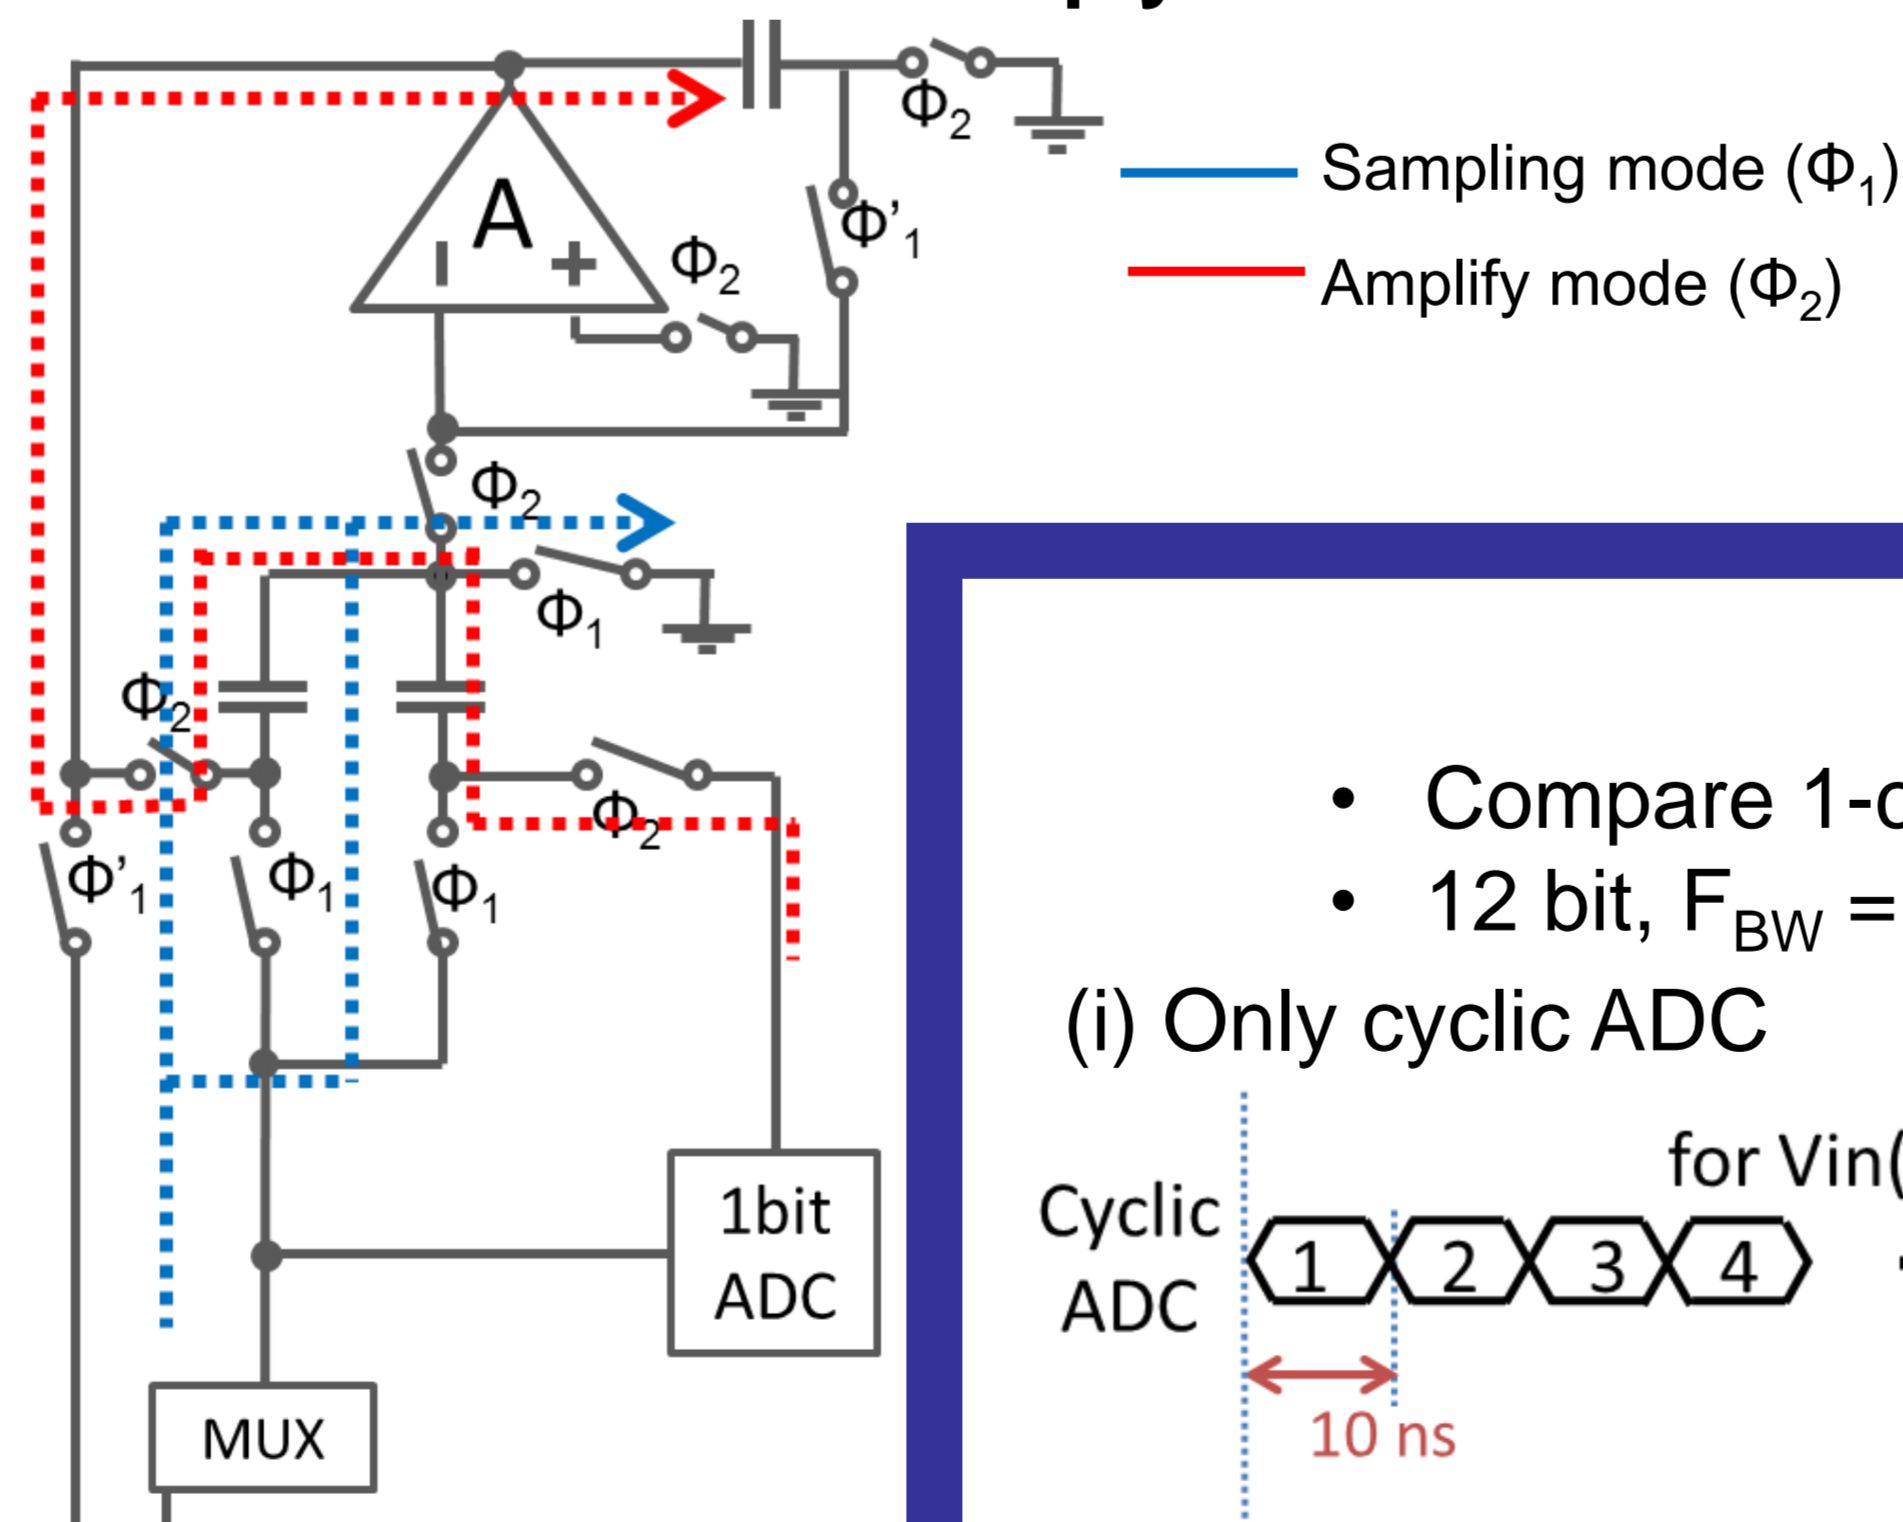 Φ2
A
Φ'1
Φ2
Sampling mode (Φ1)
Amplify mode (Φ2)
Φ2
Φ1
Φ2
Φ2
Φ'1
Φ1
Φ1
1bit
ADC
MUX
• Compare 1-
• 12 bit, FBW =
(i) Only cyclic ADC
for Vin(
Cyclic
ADC
1 2 3 4
10 ns